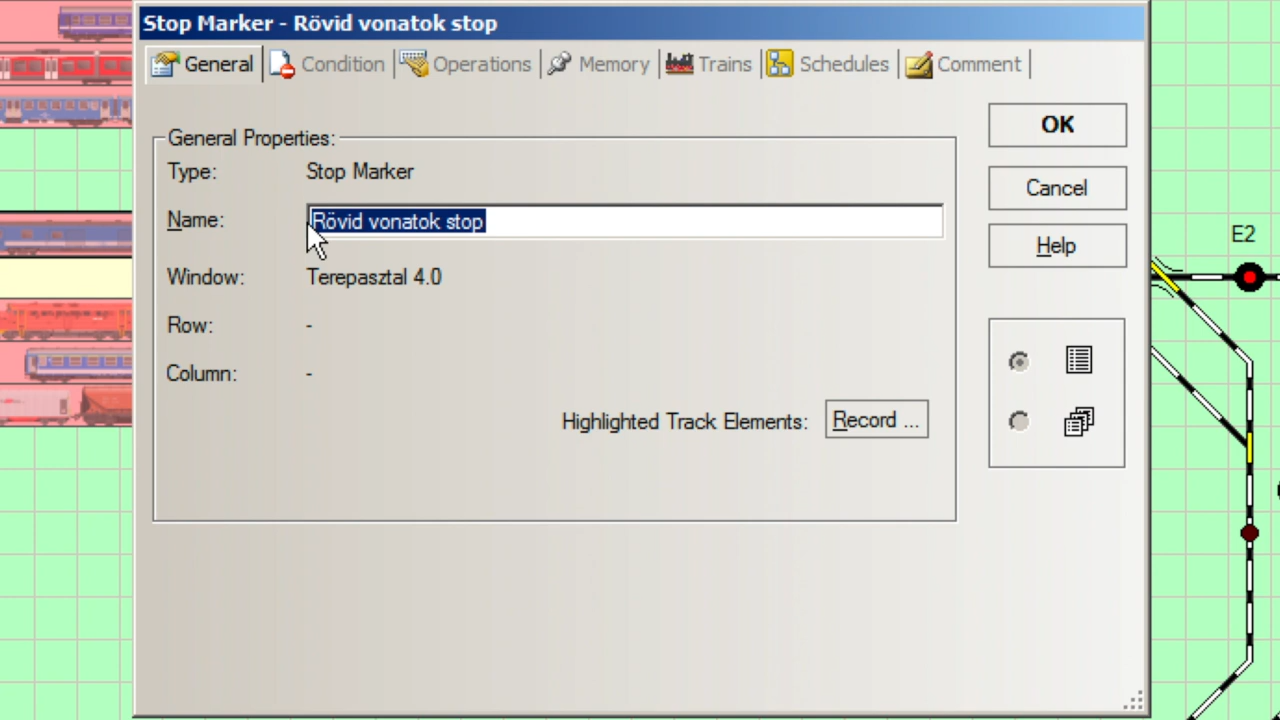 Stop Marker - Rövid vonatok stop
General Condition Operations Memory Trains Schedules Comment
General Properties:
Type: Stop Marker
Name: Rövid vonatok stop
Window: Terepasztal 4.0
Row: -
Column: -
Highlighted Track Elements: Record ...
OK
Cancel
Help
E2